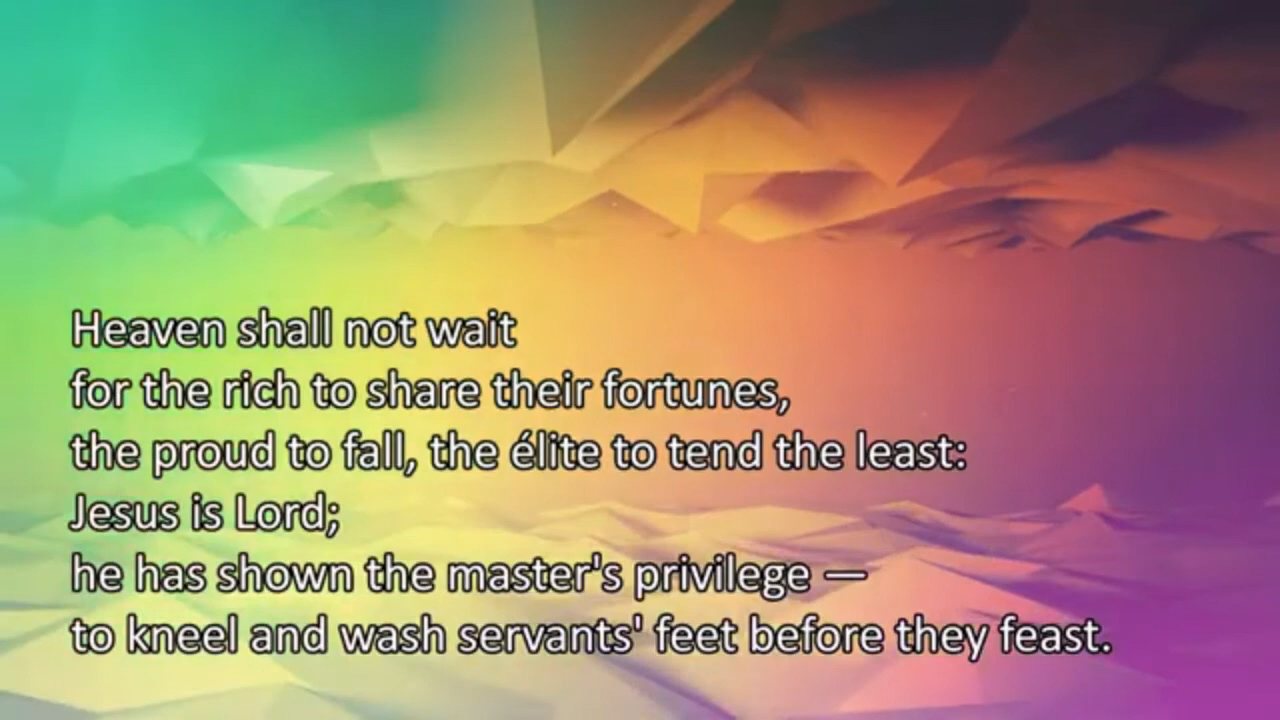 Heaven shall not wait
for the rich to share their fortunes,
the proud to fall, the élite to tend the least:
Jesus is Lord;
he has shown the master's privilege —
to kneel and wash servants' feet before they feast.